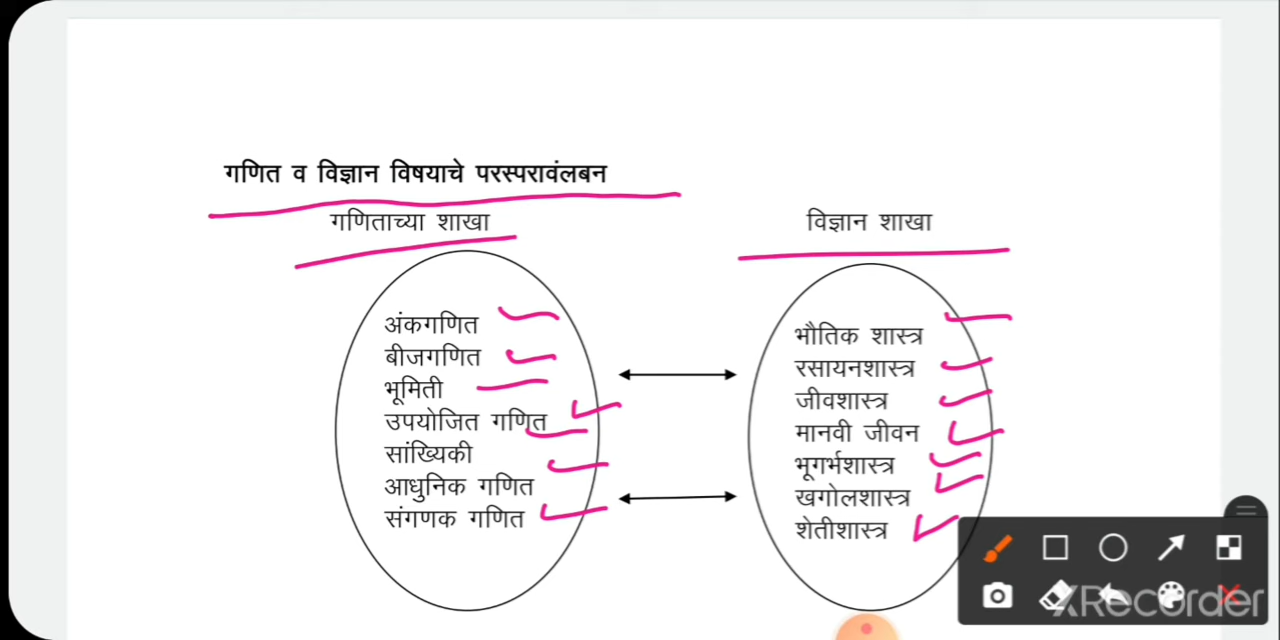 गणित व विज्ञान विषयाचे परस्परावंलबन
गणिताच्या शाखा
विज्ञान शाखा
अंकगणित
बीजगणित
भूमिती
उपयोजित गणित
सांख्यिकी
आधुनिक गणित
संगणक गणित
भौतिक शास्त्र
रसायनशास्त्र
जीवशास्त्र
मानवी जीवन
भूगर्भशास्त्र
खगोलशास्त्र
शेतीशास्त्र
XRecorder